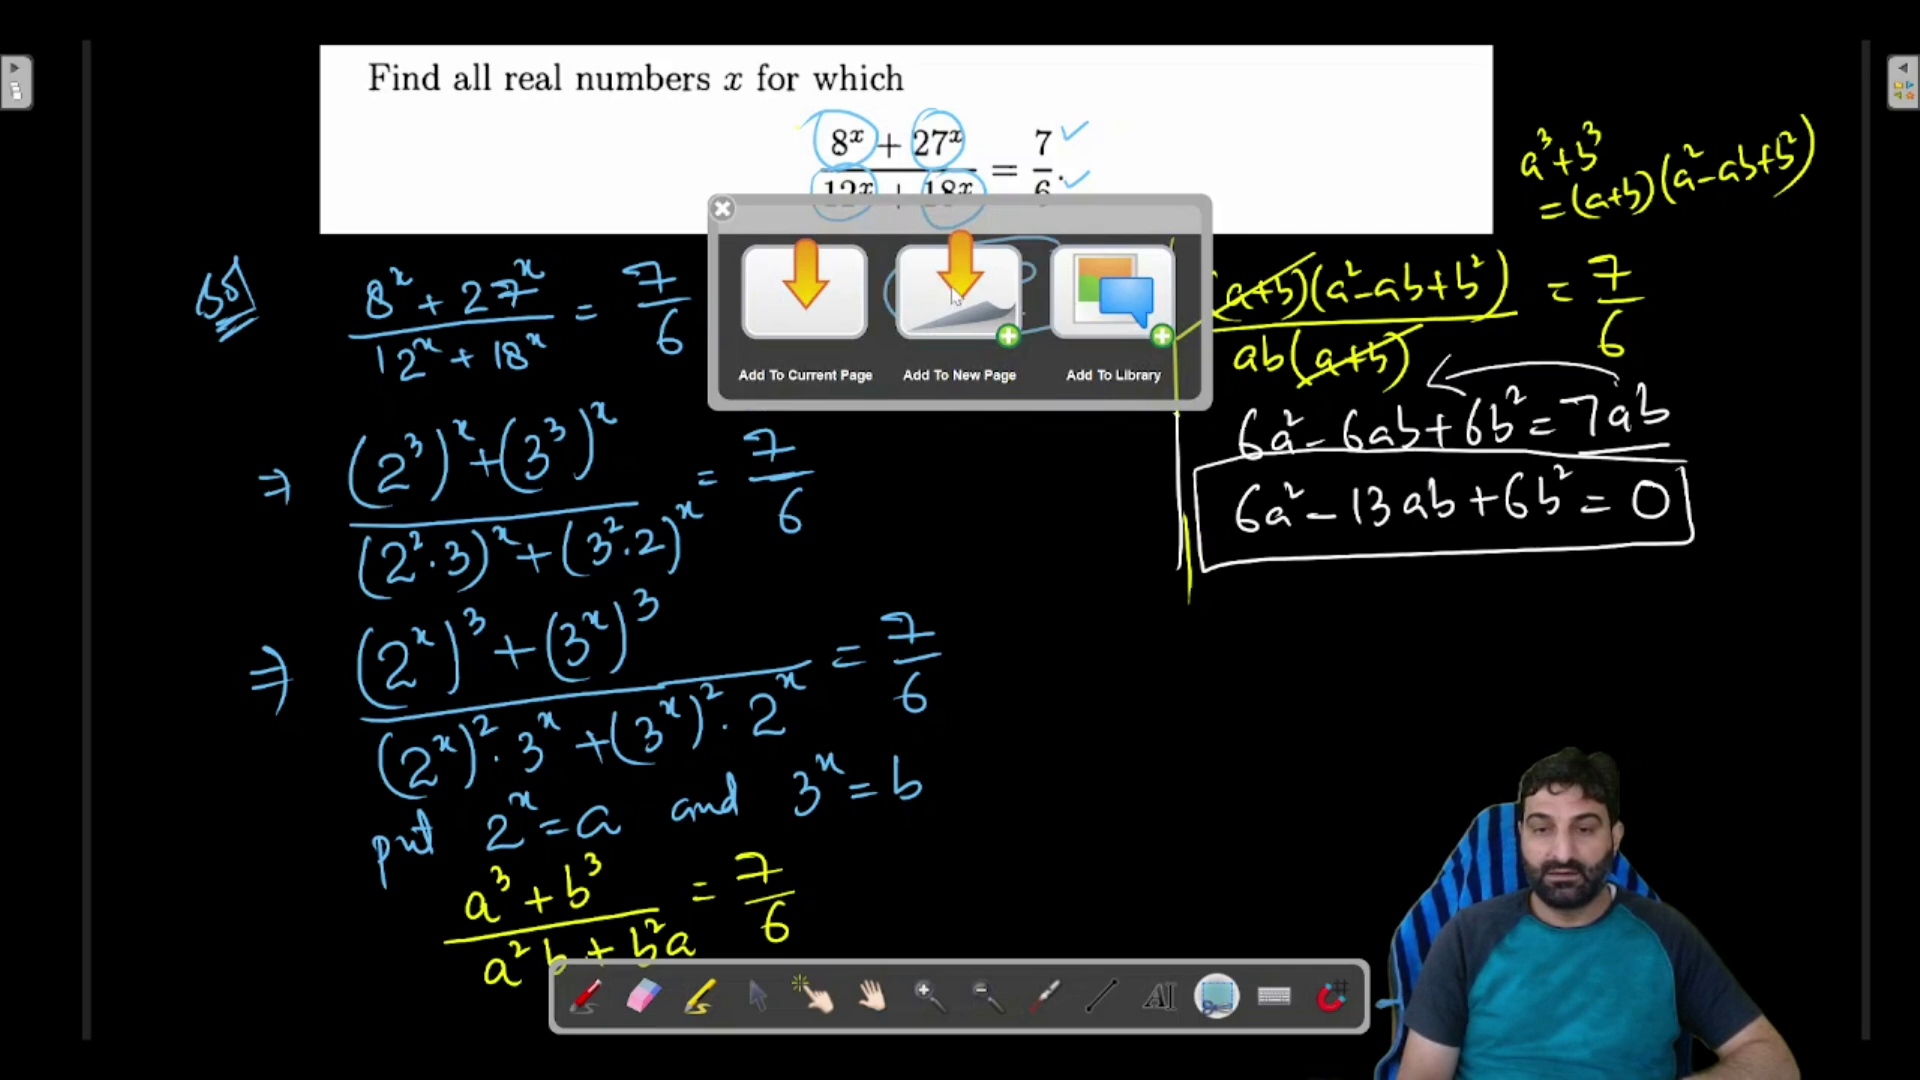 Find all real numbers x for which
8^x + 27^x / 12^x + 18^x = 7/6.
a^3+b^3
=(a+b)(a^2-ab+b^2)
Sol
8^x + 27^x / 12^x + 18^x = 7/6
⇒ (2^3)^x + (3^3)^x / (2^2·3)^x + (3^2·2)^x = 7/6
⇒ (2^x)^3 + (3^x)^3 / (2^x)^2·3^x + (3^x)^2·2^x = 7/6
put 2^x = a and 3^x = b
a^3 + b^3 / a^2 b + b^2 a = 7/6
(a+b)(a^2-ab+b^2) / ab(a+b) = 7/6
6a^2 - 6ab + 6b^2 = 7ab
6a^2 - 13ab + 6b^2 = 0
Add To Current Page
Add To New Page
Add To Library
AI